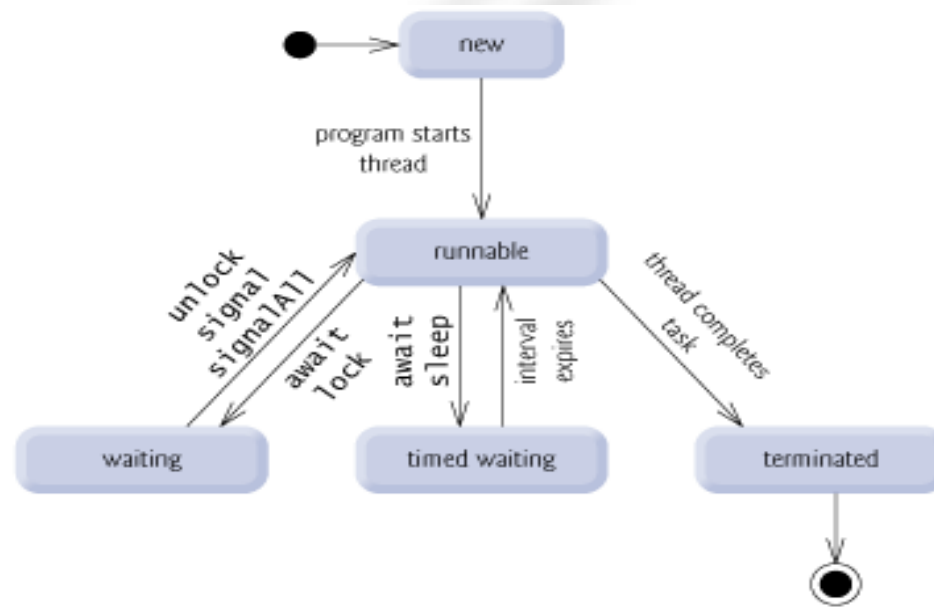 new
program starts
thread
runnable
unlock
signal
signalAll
await
lock
await
sleep
interval
expires
thread completes
task
waiting
timed waiting
terminated